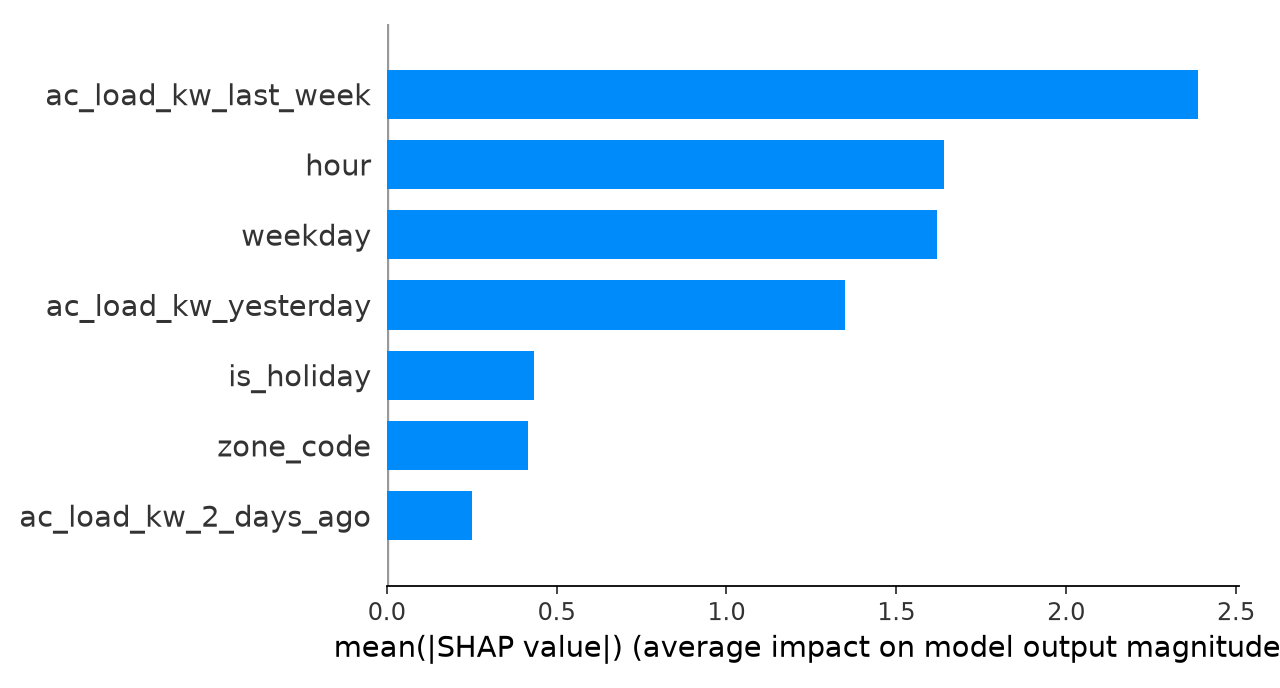 ac_load_kw_last_week
hour
weekday
ac_load_kw_yesterday
is_holiday
zone_code
ac_load_kw_2_days_ago
0.0 0.5 1.0 1.5 2.0 2.5
mean(|SHAP value|) (average impact on model output magnitude